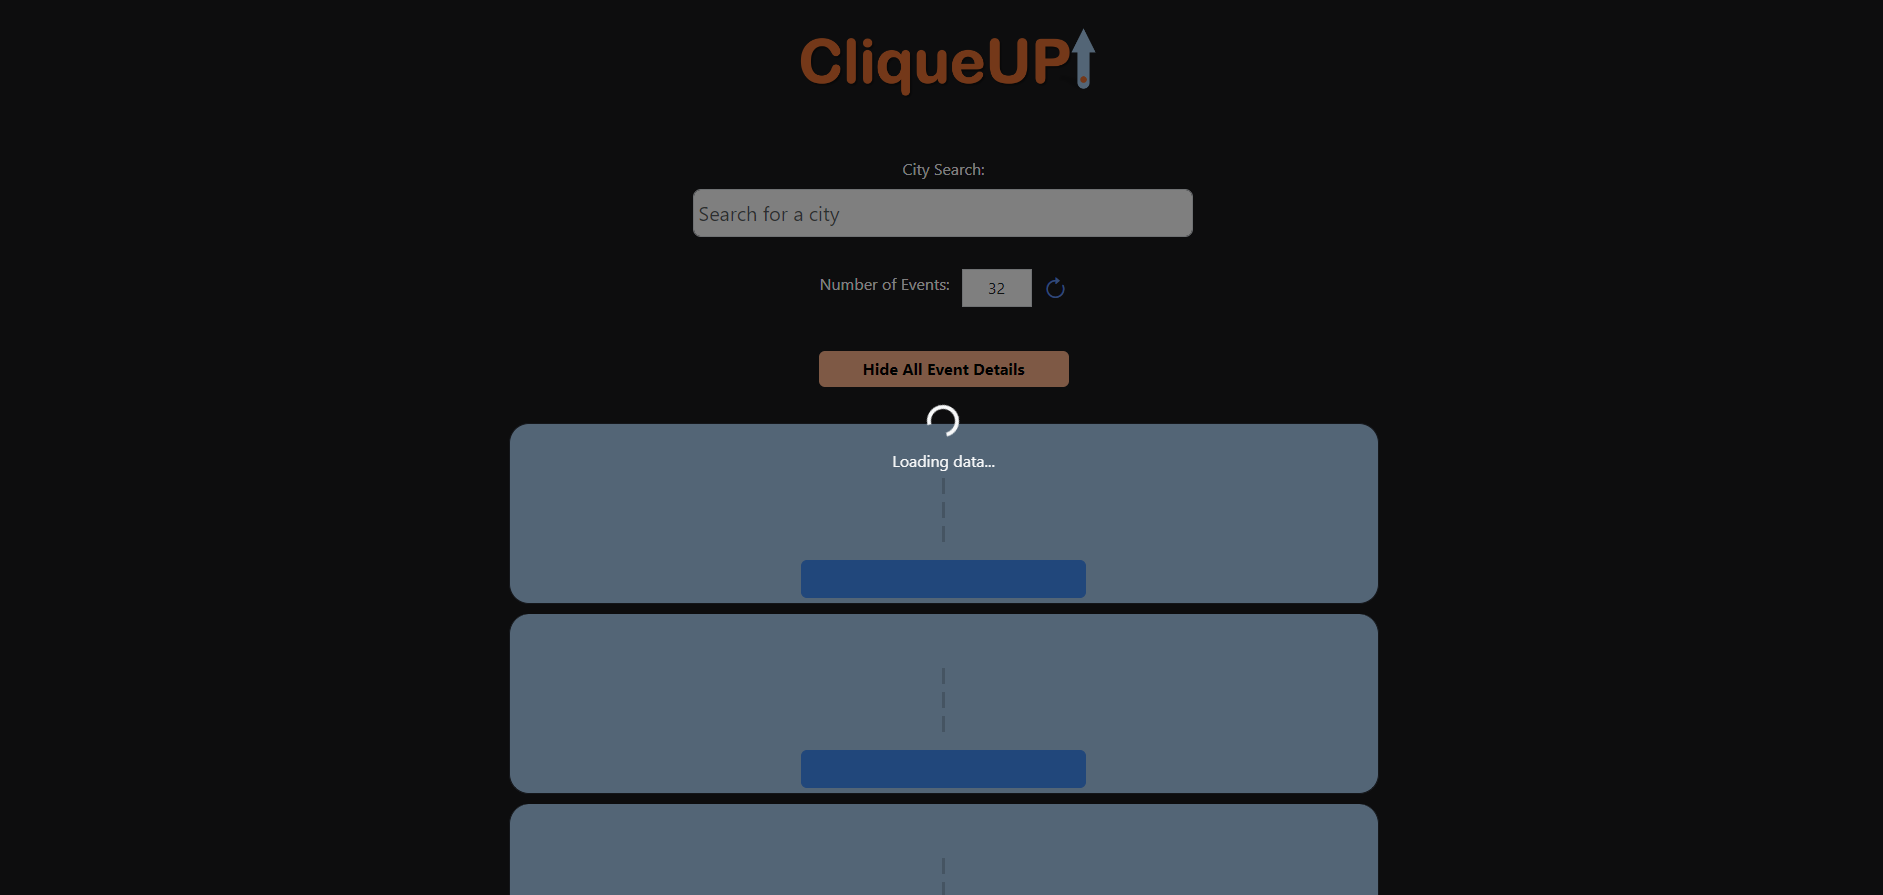 CliqueUP
City Search:
Search for a city
Number of Events: 32
Hide All Event Details
Loading data...